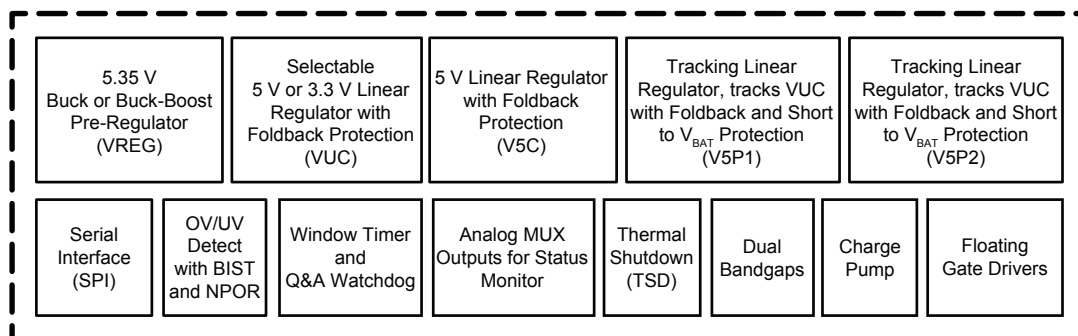 5.35 V
Buck or Buck-Boost
Pre-Regulator
(VREG)
Selectable
5 V or 3.3 V Linear
Regulator with
Foldback Protection
(VUC)
5 V Linear Regulator
with Foldback
Protection
(V5C)
Tracking Linear
Regulator, tracks VUC
with Foldback and Short
to VBAT Protection
(V5P1)
Tracking Linear
Regulator, tracks VUC
with Foldback and Short
to VBAT Protection
(V5P2)
Serial
Interface
(SPI)
OV/UV
Detect
with BIST
and NPOR
Window Timer
and
Q&A Watchdog
Analog MUX
Outputs for Status
Monitor
Thermal
Shutdown
(TSD)
Dual
Bandgaps
Charge
Pump
Floating
Gate Drivers